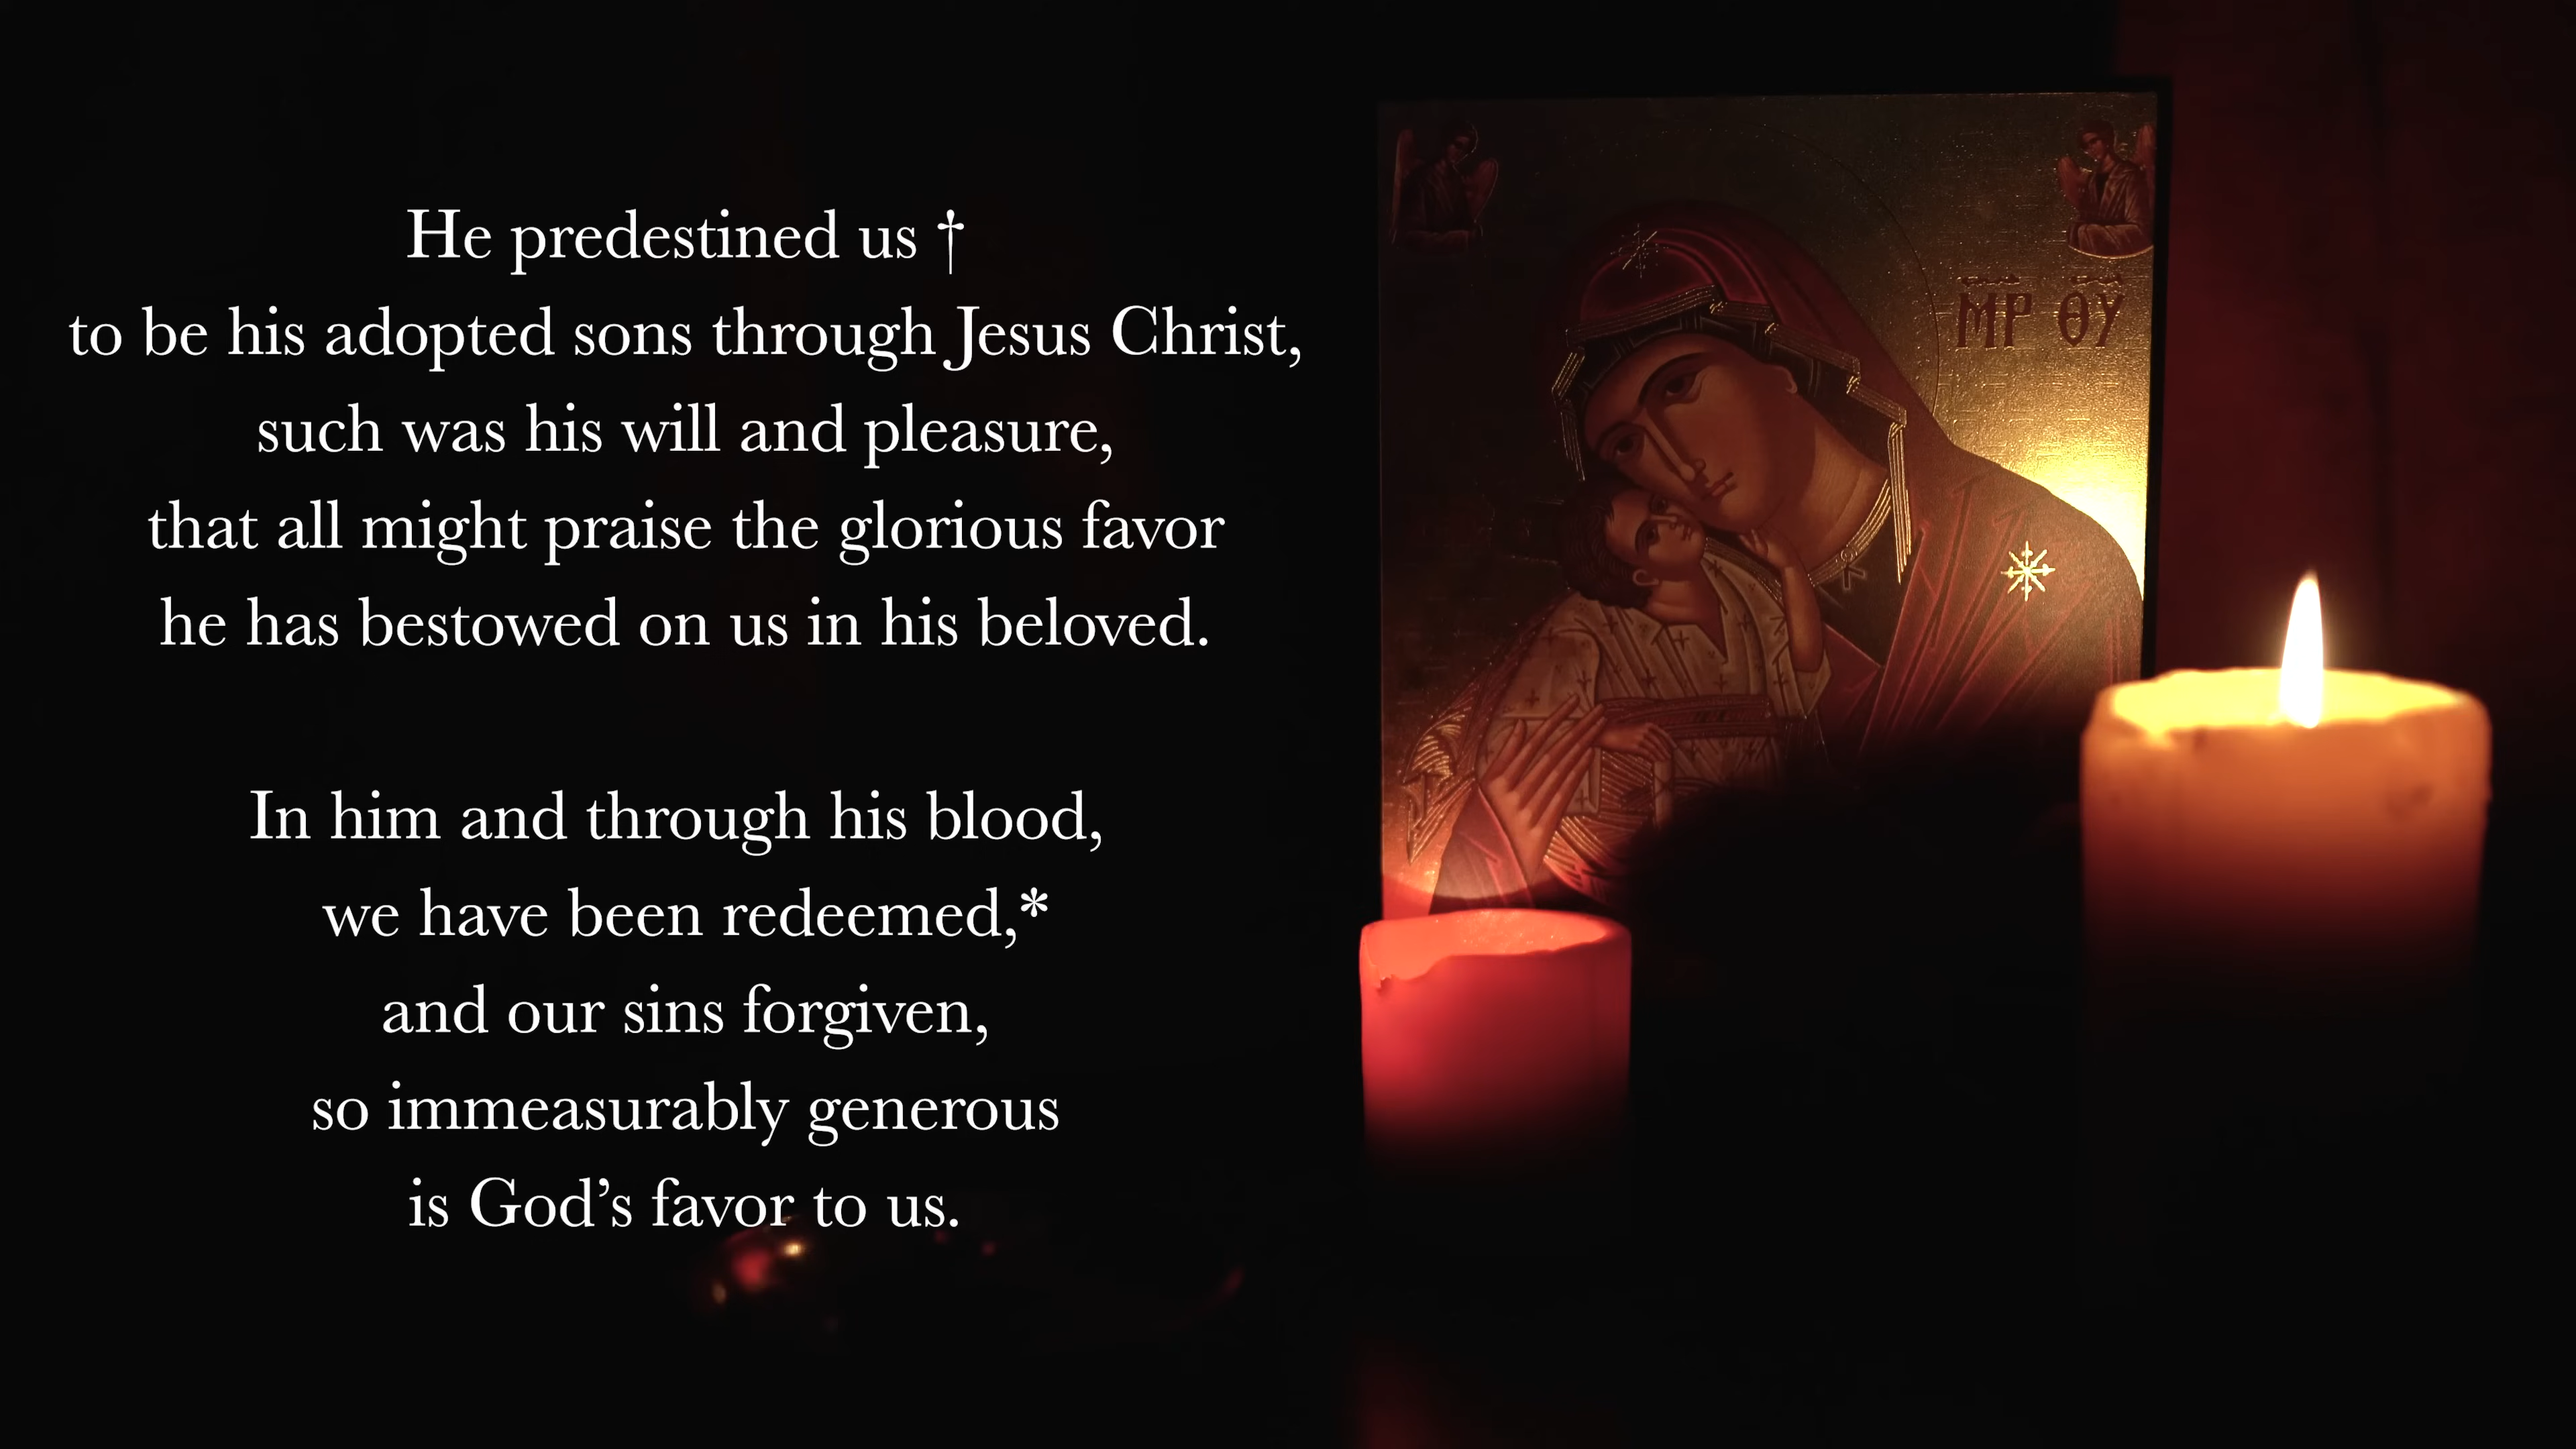 He predestined us †
to be his adopted sons through Jesus Christ,
such was his will and pleasure,
that all might praise the glorious favor
he has bestowed on us in his beloved.
In him and through his blood,
we have been redeemed,*
and our sins forgiven,
so immeasurably generous
is God’s favor to us.
ΜΡ ΘΥ